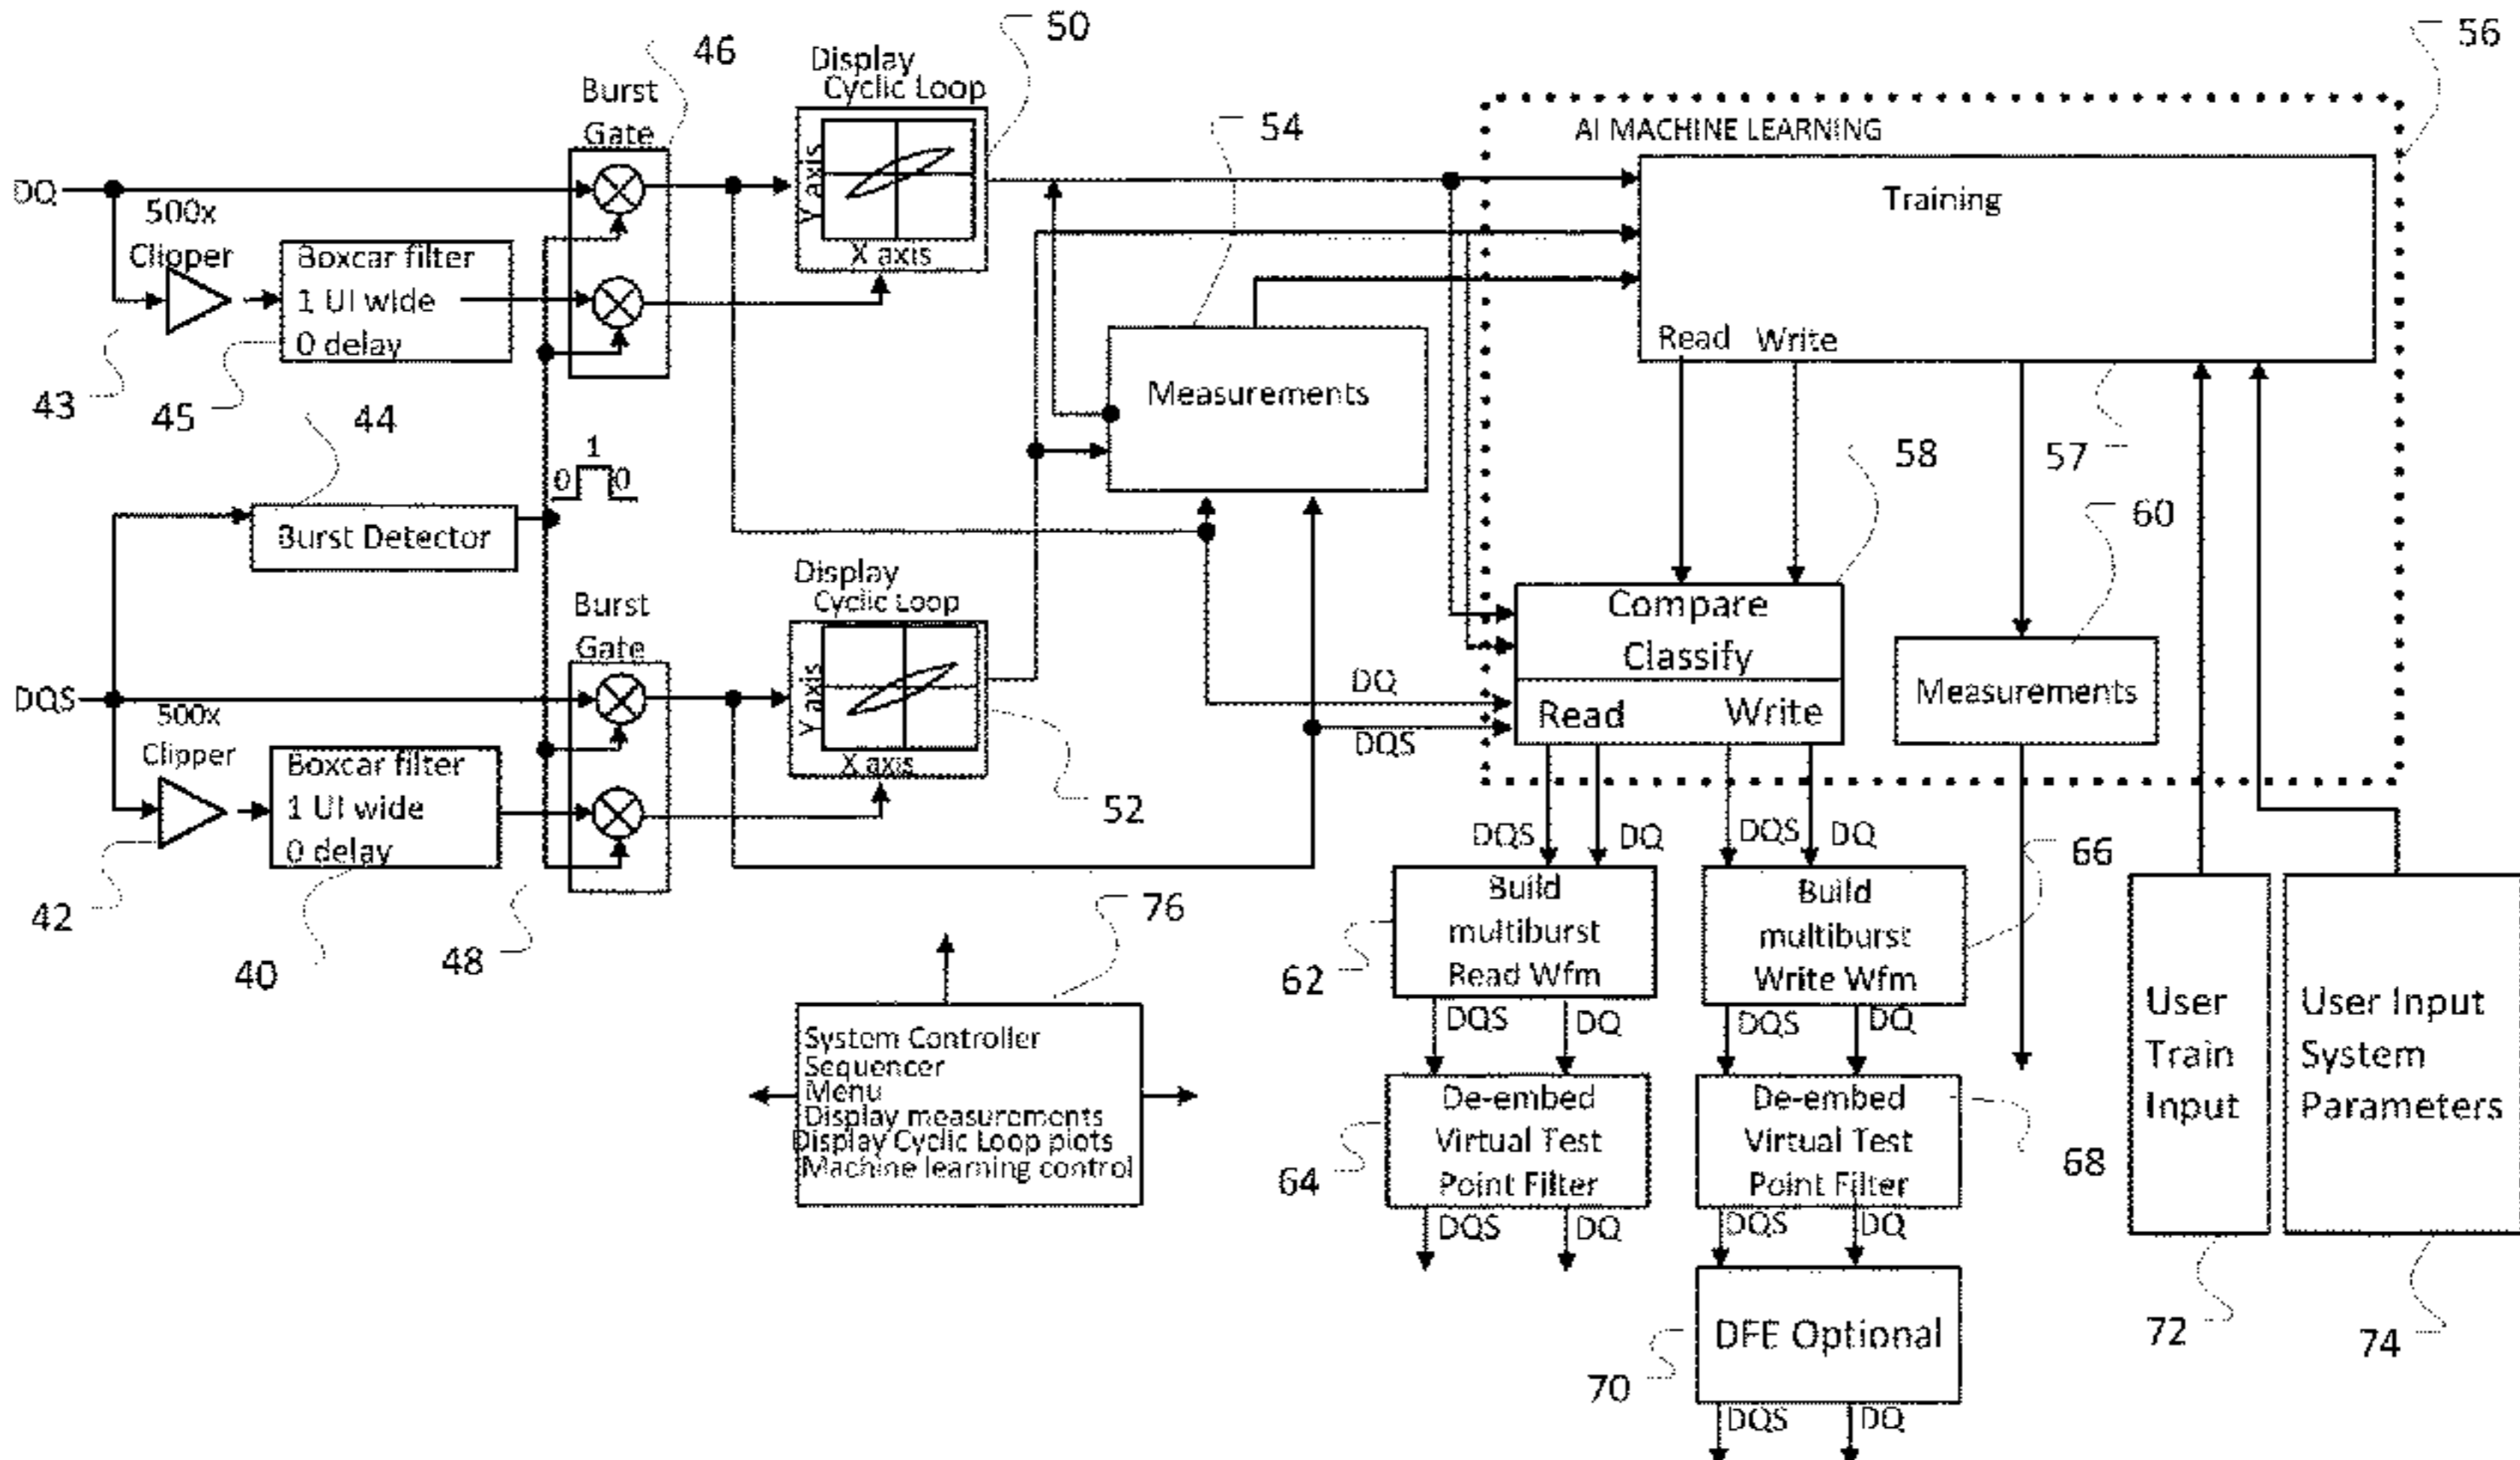 50
56
46
Display
Cyclic Loop
Burst
Gate
54
AI MACHINE LEARNING
Y axis
DQ
500x
Training
Clipper
X axis
Boxcar filter
1 UI wide
0 delay
Read
Write
43
45
44
Measurements
1
0
0
58
57
60
Burst Detector
Display
Cyclic Loop
Burst
Gate
Compare
Classify
Y axis
DQ
Measurements
DQS
500x
Read
Write
DQS
Clipper
Boxcar filter
1 UI wide
0 delay
X axis
52
DQS
DQ
DQS
DQ
66
42
40
48
76
Build
multiburst
Read Wfm
Build
multiburst
Write Wfm
62
DQS
DQ
DQS
DQ
User
Train
Input
User Input
System
Parameters
System Controller
Sequencer
Menu
Display measurements
Display Cyclic Loop plots
Machine learning control
De-embed
Virtual Test
Point Filter
De-embed
Virtual Test
Point Filter
64
68
DQS
DQ
DQS
DQ
DFE Optional
70
72
74
DQS
DQ